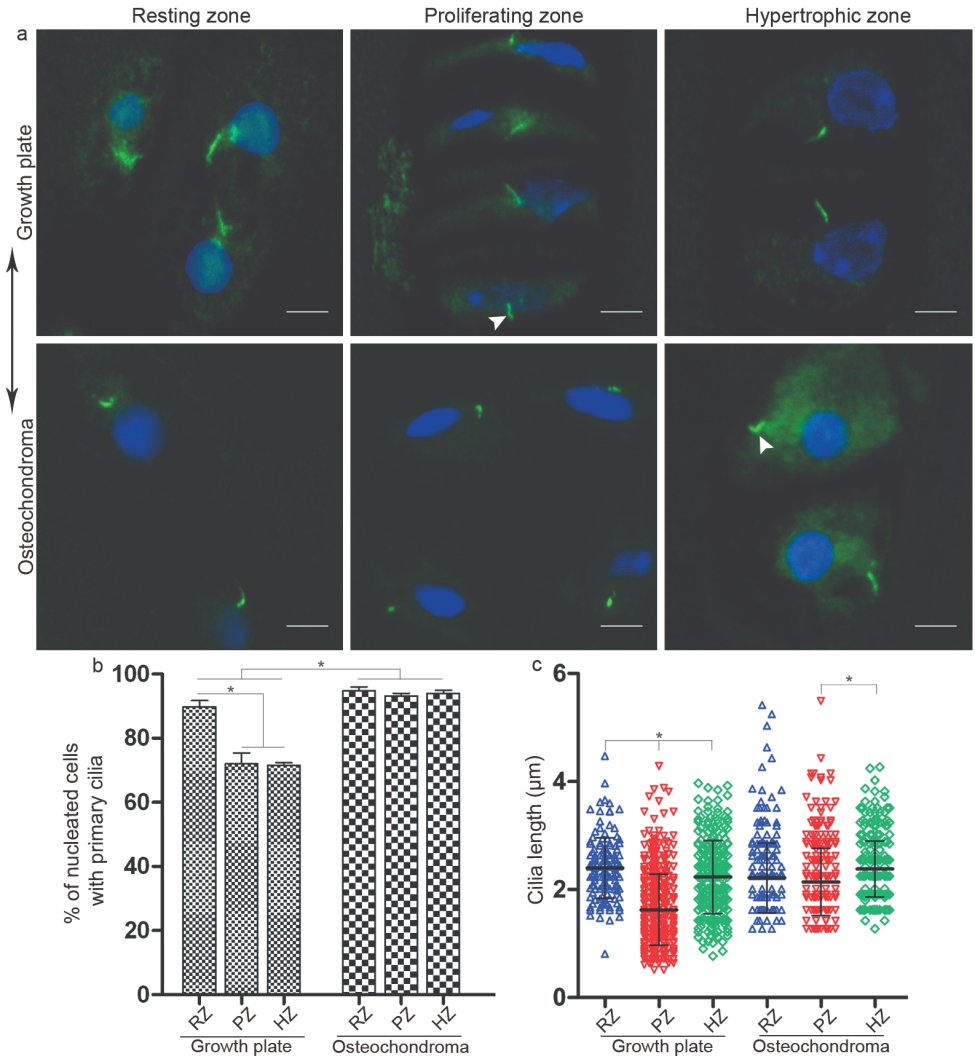 Resting zone
Proliferating zone
Hypertrophic zone
a
Growth plate
Osteochondroma
b
% of nucleated cells
with primary cilia
100
80
60
40
20
0
*
*
RZ
PZ
HZ
RZ
PZ
HZ
Growth plate
Osteochondroma
c
Cilia length (µm)
6
4
2
0
*
*
RZ
PZ
HZ
RZ
PZ
HZ
Growth plate
Osteochondroma